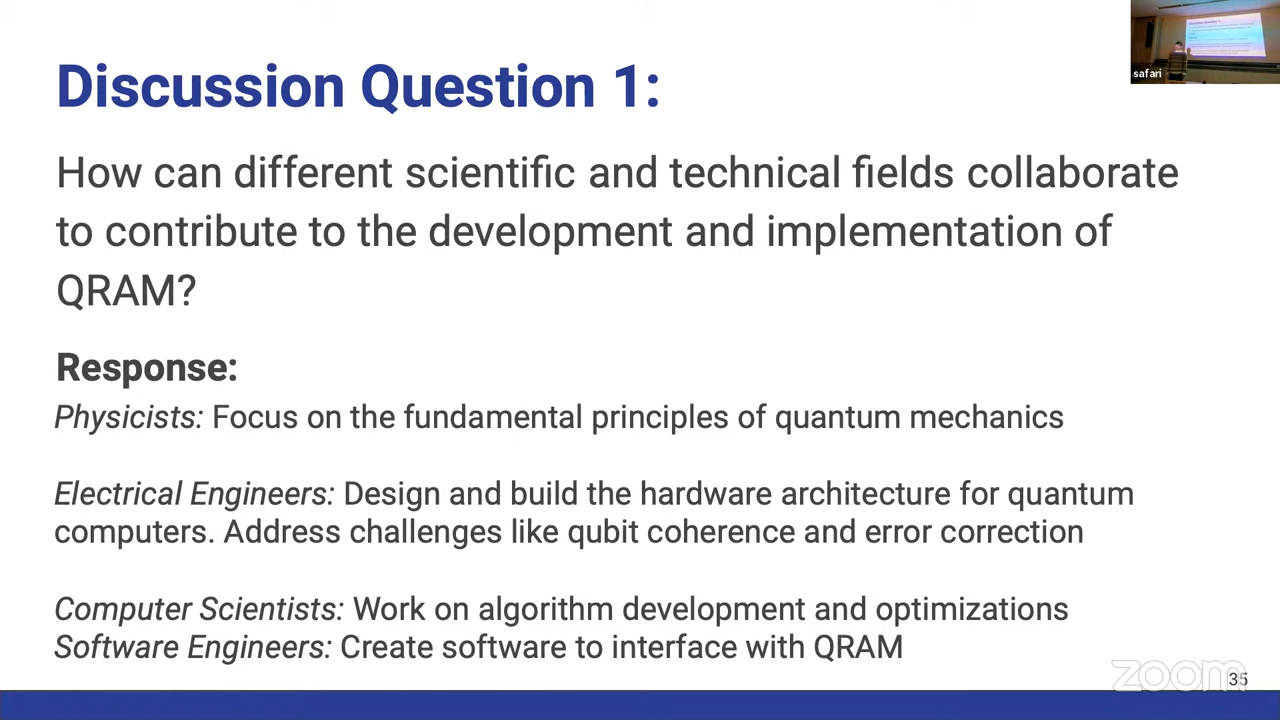 safari
Discussion Question 1:
How can different scientific and technical fields collaborate
to contribute to the development and implementation of
QRAM?
Response:
Physicists: Focus on the fundamental principles of quantum mechanics
Electrical Engineers: Design and build the hardware architecture for quantum
computers. Address challenges like qubit coherence and error correction
Computer Scientists: Work on algorithm development and optimizations
Software Engineers: Create software to interface with QRAM
zoom
35